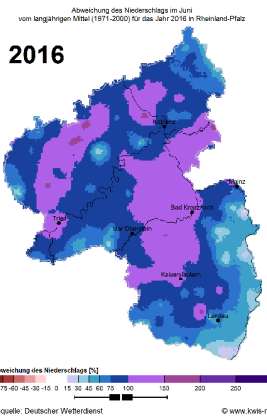 Abweichung des Niederschlags im Juni
vom langjährigen Mittel (1971-2000) für das Jahr 2016 in Rheinland-Pfalz
2016
Koblenz
Mainz
Bad Kreuznach
Trier
Idar Oberstein
Kaiserslautern
Landau
weichung des Niederschlags [%]
-75 -60 -45 -30 -15 0 15 30 45 60 75 100 150 200 250
quelle: Deutscher Wetterdienst
© www.kwis-r